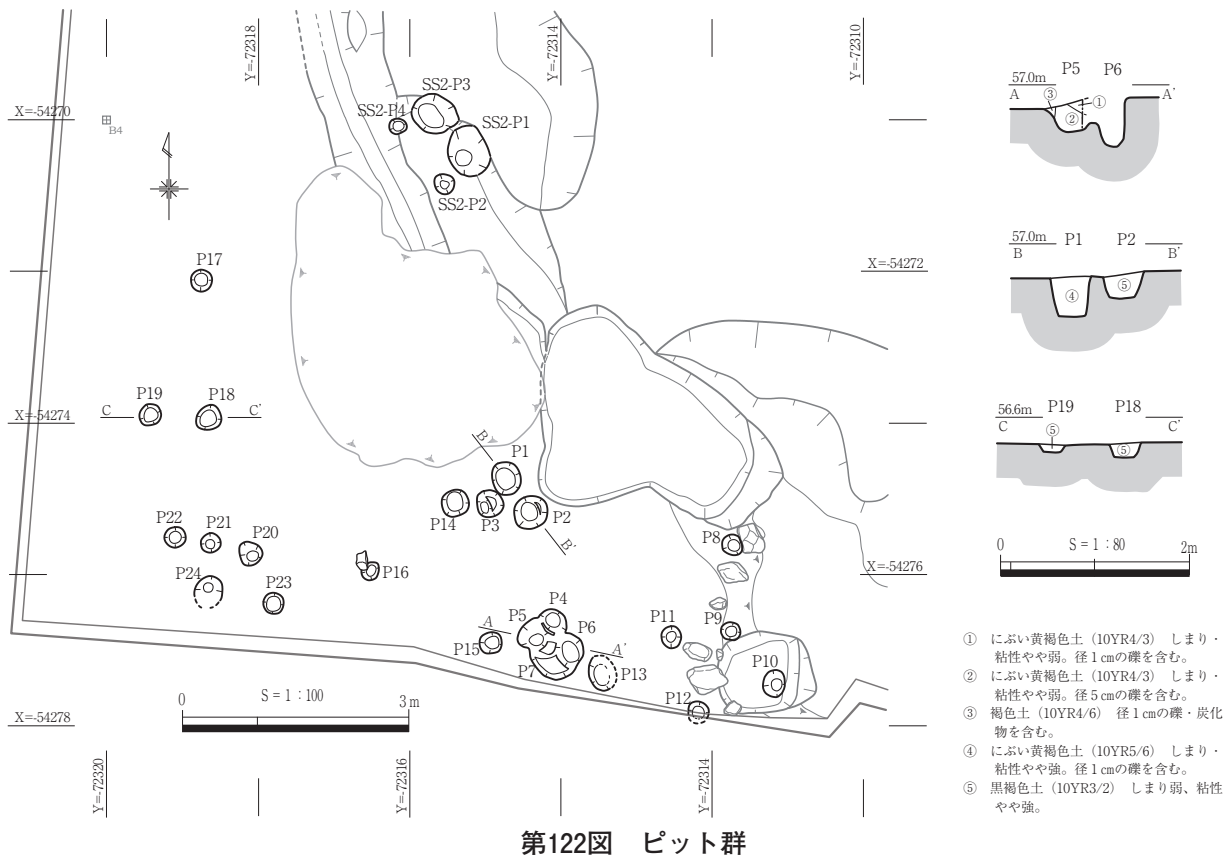 Y=-72318
Y=-72314
Y=-72310
X=-54270
B4
SS2-P3
SS2-P4
SS2-P1
SS2-P2
P17
X=-54272
P19
P18
X=-54274
C
C'
B
P1
P14
P3
P2
B'
P22
P21
P20
P24
P23
P16
P8
X=-54276
P4
A
P5
P6
A'
P15
P7
P13
P11
P9
P10
P12
0
S = 1 : 100
3 m
X=-54278
Y=-72320
Y=-72316
Y=-72314
57.0m
P5
P6
A
③
①
②
A'
57.0m
P1
P2
B
B'
④
⑤
56.6m
P19
P18
C
C'
⑤
⑤
0
S = 1 : 80
2m
① にぶい黄褐色土（10YR4/3） しまり・
粘性やや弱。径1㎝の礫を含む。
② にぶい黄褐色土（10YR4/3） しまり・
粘性やや弱。径5㎝の礫を含む。
③ 褐色土（10YR4/6） 径1㎝の礫・炭化
物を含む。
④ にぶい黄褐色土（10YR5/6） しまり・
粘性やや強。径1㎝の礫を含む。
⑤ 黒褐色土（10YR3/2） しまり弱、粘性
やや強。
第122図 ピット群